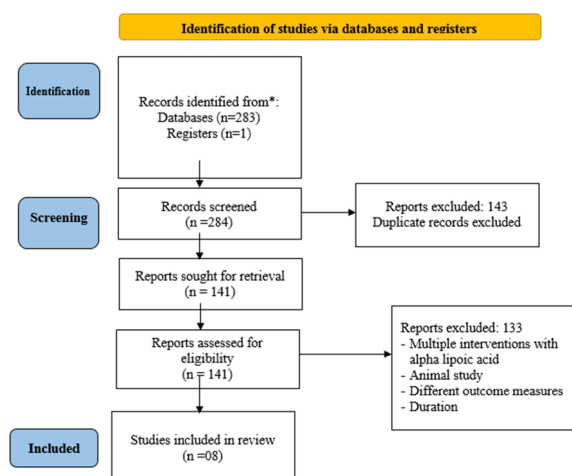 Identification of studies via databases and registers
Identification
Records identified from*:
Databases (n=283)
Registers (n=1)
Screening
Records screened
(n =284)
Reports excluded: 143
Duplicate records excluded
Reports sought for retrieval
(n = 141)
Reports assessed for
eligibility
(n = 141)
Reports excluded: 133
- Multiple interventions with
alpha lipoic acid
- Animal study
- Different outcome measures
- Duration
Included
Studies included in review
(n =08)